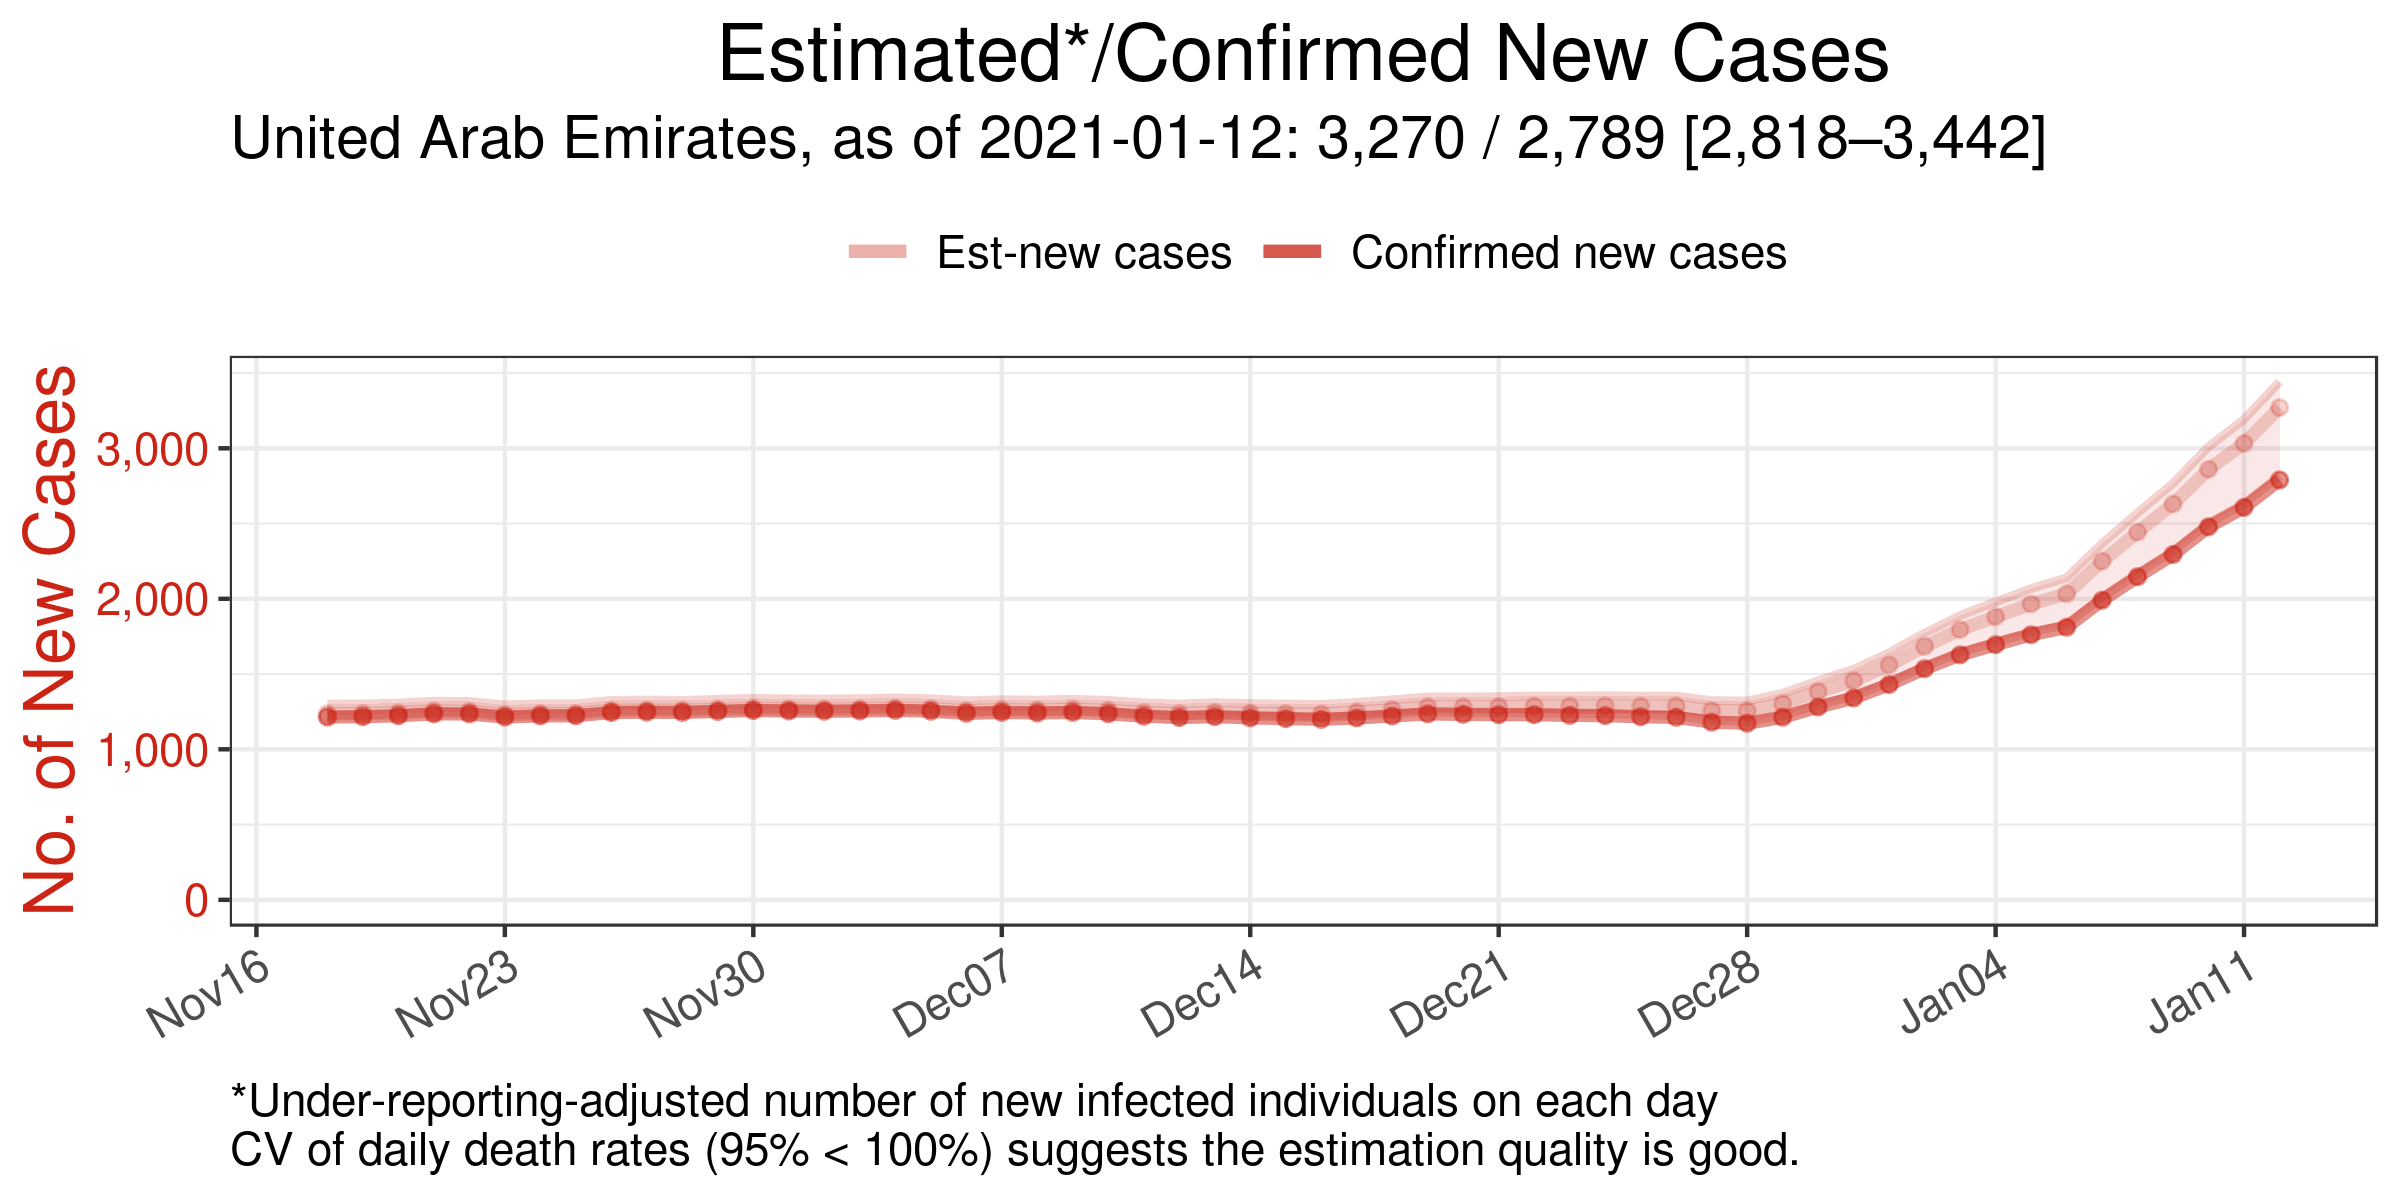 Estimated*/Confirmed New Cases
United Arab Emirates, as of 2021-01-12: 3,270 / 2,789 [2,818–3,442]
Est-new cases Confirmed new cases
No. of New Cases
3,000
2,000
1,000
0
Nov16 Nov23 Nov30 Dec07 Dec14 Dec21 Dec28 Jan04 Jan11
*Under-reporting-adjusted number of new infected individuals on each day
CV of daily death rates (95% < 100%) suggests the estimation quality is good.